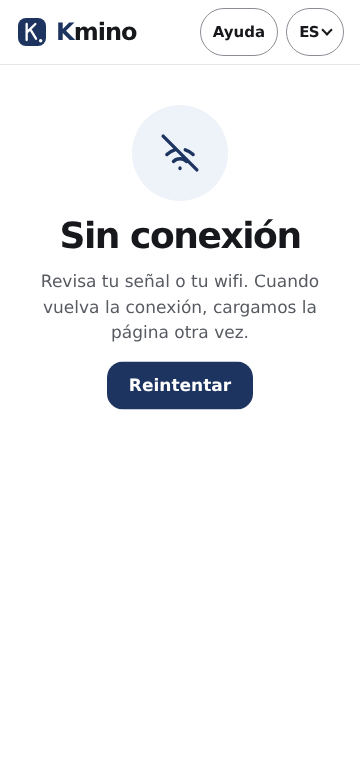 K. Kmino
Ayuda
ES
Sin conexión
Revisa tu señal o tu wifi. Cuando
vuelva la conexión, cargamos la
página otra vez.
Reintentar